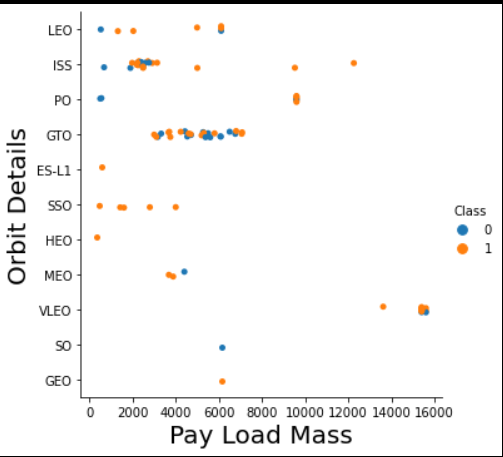 LEO
ISS
PO
GTO
ES-L1
SSO
HEO
MEO
VLEO
SO
GEO
Orbit Details
Class
0
1
0 2000 4000 6000 8000 10000 12000 14000 16000
Pay Load Mass